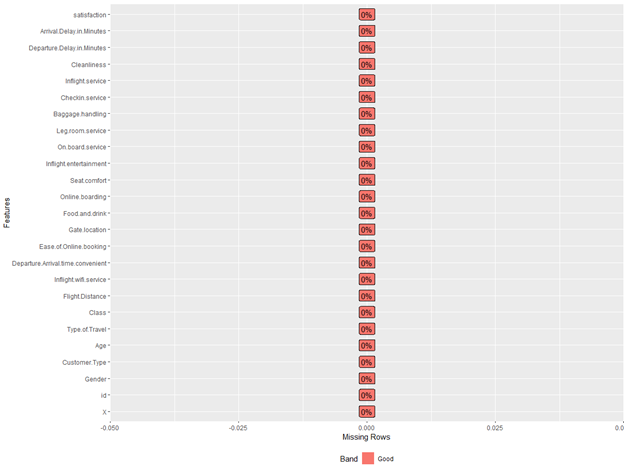 satisfaction 0%
Arrival.Delay.in.Minutes 0%
Departure.Delay.in.Minutes 0%
Cleanliness 0%
Inflight.service 0%
Checkin.service 0%
Baggage.handling 0%
Leg.room.service 0%
On.board.service 0%
Inflight.entertainment 0%
Seat.comfort 0%
Online.boarding 0%
Food.and.drink 0%
Gate.location 0%
Ease.of.Online.booking 0%
Departure.Arrival.time.convenient 0%
Inflight.wifi.service 0%
Flight.Distance 0%
Class 0%
Type.of.Travel 0%
Age 0%
Customer.Type 0%
Gender 0%
id 0%
X 0%
Features
-0.050 -0.025 0.000 0.025
Missing Rows
Band Good